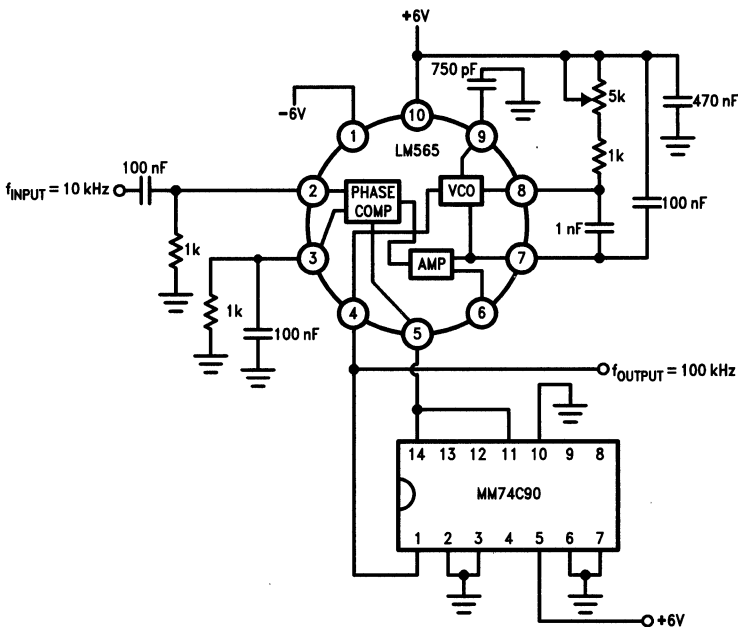 +6V
750 pF
5k
470 nF
-6V
10
1
9
LM565
1k
100 nF
f_INPUT = 10 kHz
2
PHASE
COMP
VCO
8
100 nF
1 nF
1k
3
AMP
7
1k
100 nF
4
5
6
f_OUTPUT = 100 kHz
14 13 12 11 10 9 8
MM74C90
1 2 3 4 5 6 7
+6V